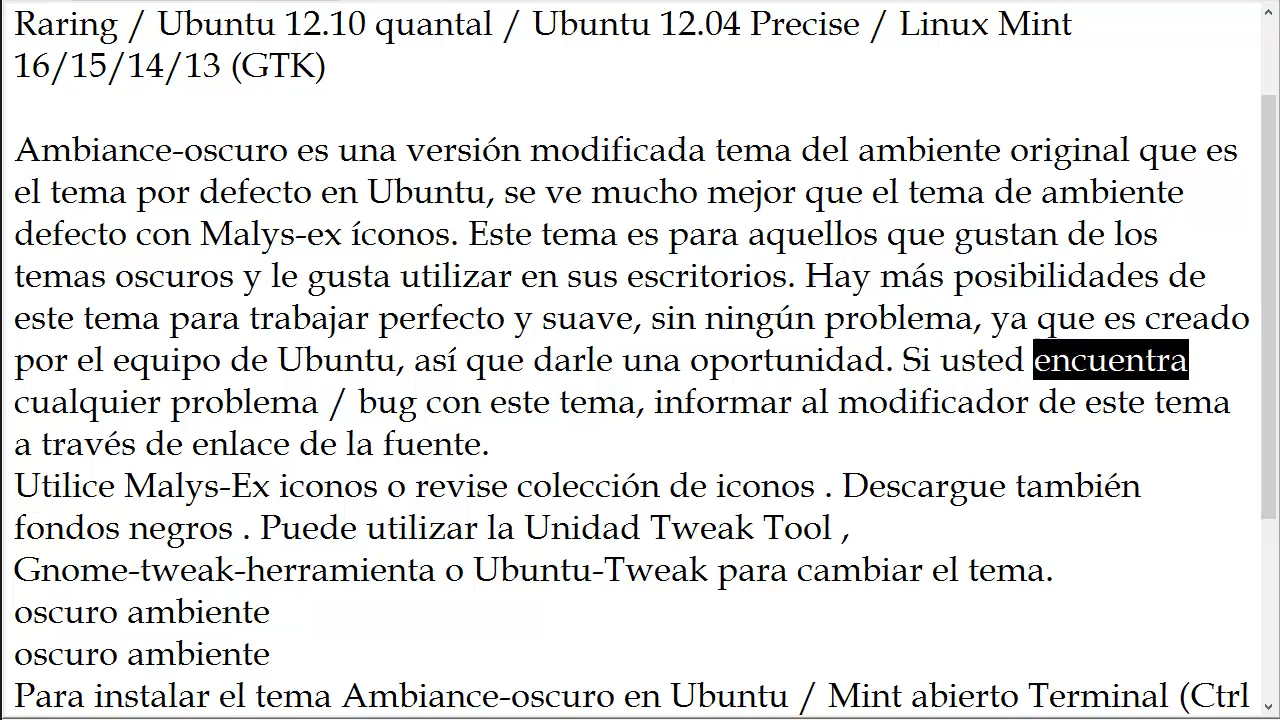 Raring / Ubuntu 12.10 quantal / Ubuntu 12.04 Precise / Linux Mint
16/15/14/13 (GTK)
Ambiance-oscuro es una versión modificada tema del ambiente original que es
el tema por defecto en Ubuntu, se ve mucho mejor que el tema de ambiente
defecto con Malys-ex íconos. Este tema es para aquellos que gustan de los
temas oscuros y le gusta utilizar en sus escritorios. Hay más posibilidades de
este tema para trabajar perfecto y suave, sin ningún problema, ya que es creado
por el equipo de Ubuntu, así que darle una oportunidad. Si usted encuentra
cualquier problema / bug con este tema, informar al modificador de este tema
a través de enlace de la fuente.
Utilice Malys-Ex iconos o revise colección de iconos . Descargue también
fondos negros . Puede utilizar la Unidad Tweak Tool ,
Gnome-tweak-herramienta o Ubuntu-Tweak para cambiar el tema.
oscuro ambiente
oscuro ambiente
Para instalar el tema Ambiance-oscuro en Ubuntu / Mint abierto Terminal (Ctrl